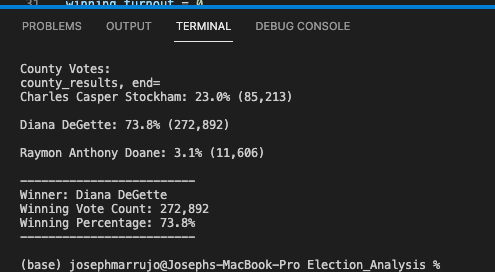 31 winning_turnout = 0
PROBLEMS OUTPUT TERMINAL DEBUG CONSOLE
County Votes:
county_results, end=
Charles Casper Stockham: 23.0% (85,213)
Diana DeGette: 73.8% (272,892)
Raymon Anthony Doane: 3.1% (11,606)
-------------------------
Winner: Diana DeGette
Winning Vote Count: 272,892
Winning Percentage: 73.8%
-------------------------
(base) josephmarrujo@Josephs-MacBook-Pro Election_Analysis %